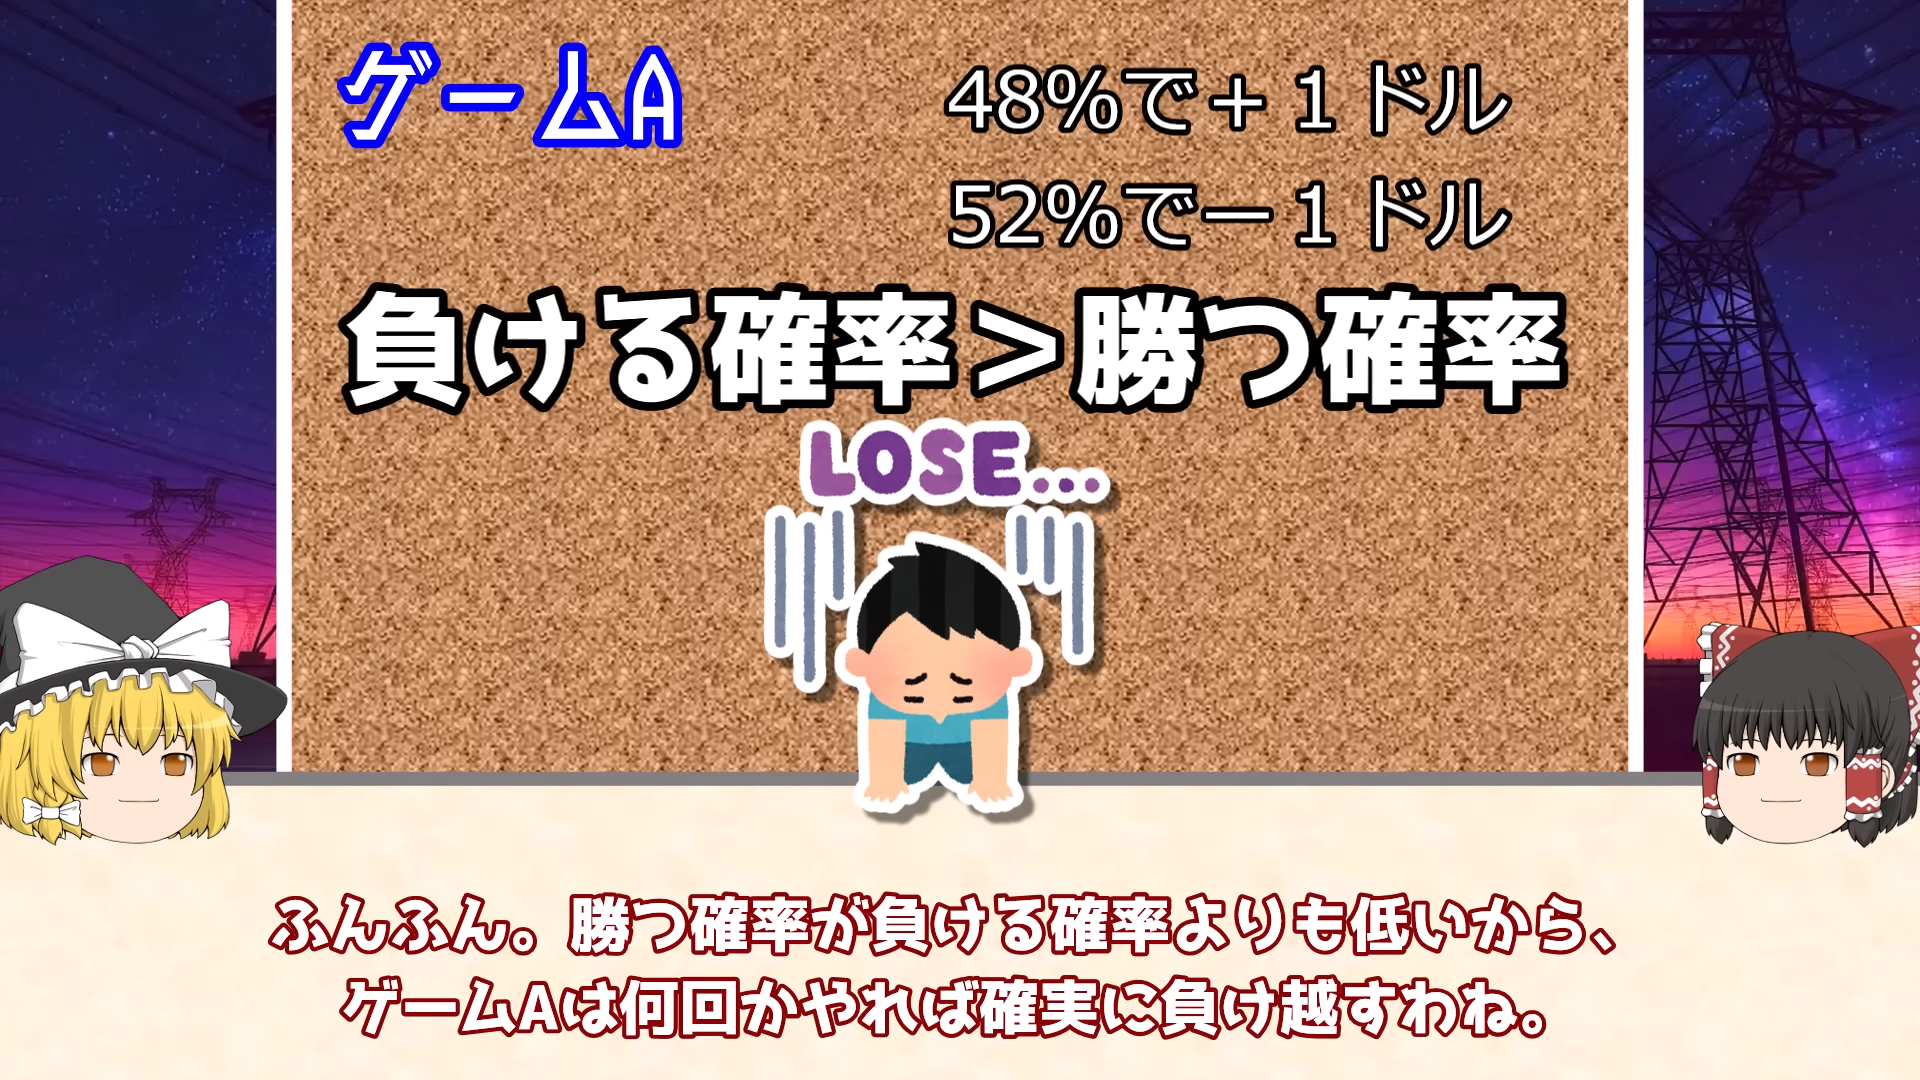 ゲームA
48%で＋１ドル
52%でー１ドル
負ける確率＞勝つ確率
LOSE...
ふんふん。勝つ確率が負ける確率よりも低いから、
ゲームAは何回かやれば確実に負け越すわね。